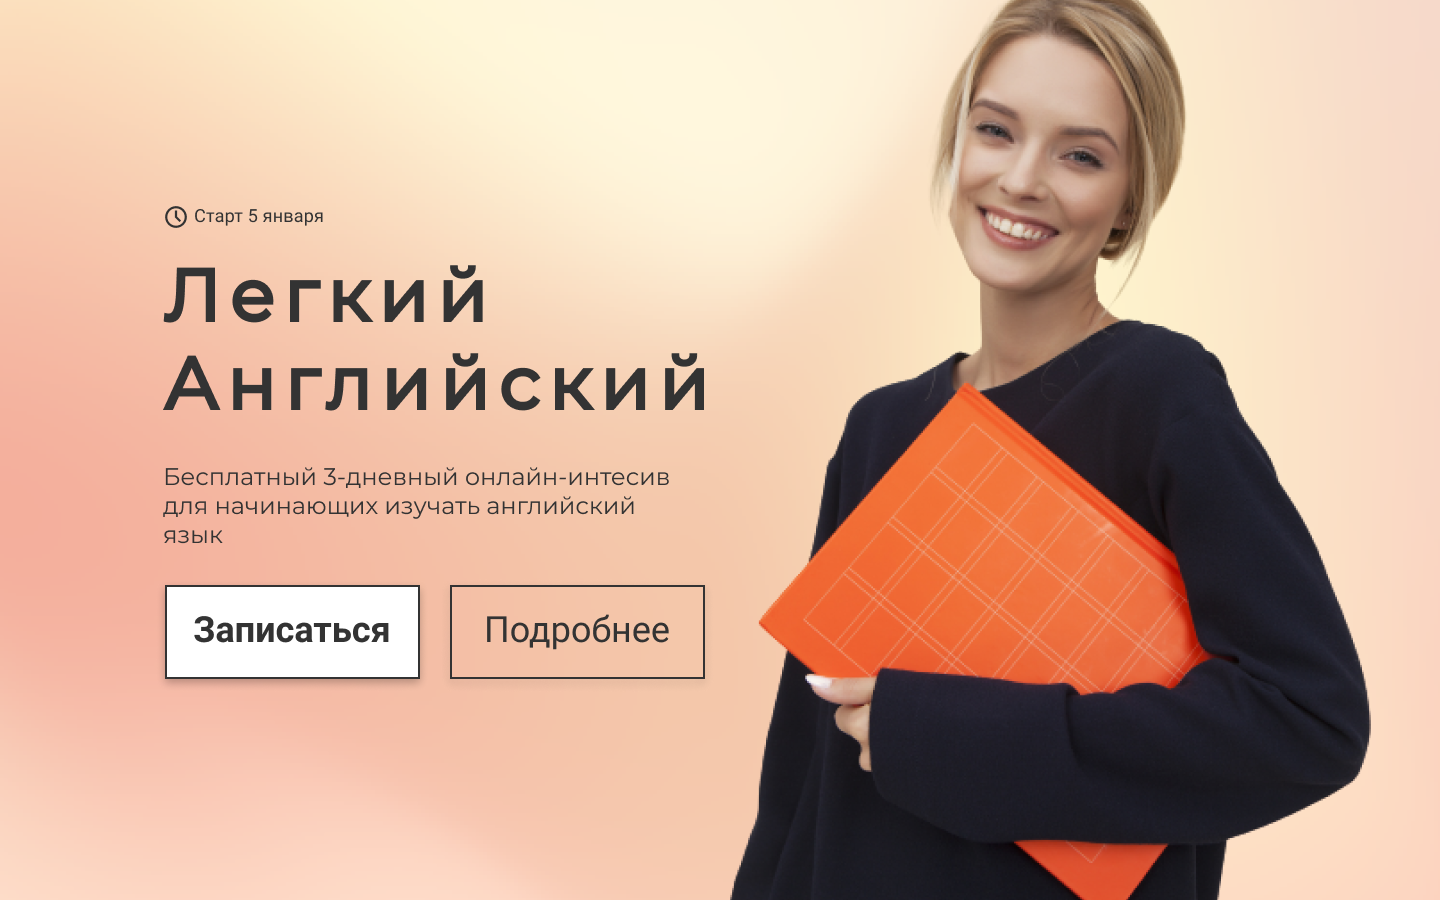 Старт 5 января
Легкий
Английский
Бесплатный 3-дневный онлайн-интесив
для начинающих изучать английский
язык
Записаться
Подробнее